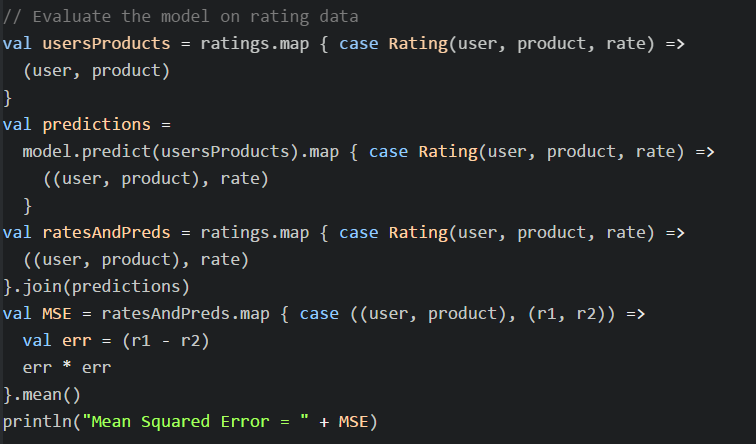 // Evaluate the model on rating data
val usersProducts = ratings.map { case Rating(user, product, rate) =>
  (user, product)
}
val predictions =
  model.predict(usersProducts).map { case Rating(user, product, rate) =>
    ((user, product), rate)
  }
val ratesAndPreds = ratings.map { case Rating(user, product, rate) =>
  ((user, product), rate)
}.join(predictions)
val MSE = ratesAndPreds.map { case ((user, product), (r1, r2)) =>
  val err = (r1 - r2)
  err * err
}.mean()
println("Mean Squared Error = " + MSE)